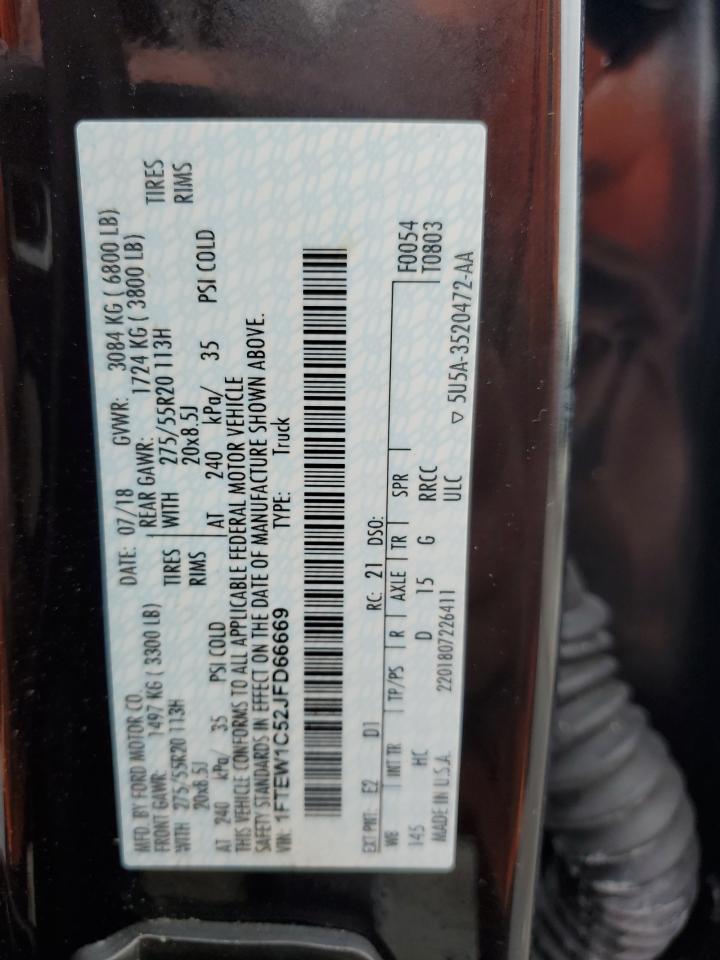 MFD. BY FORD MOTOR CO.
DATE: 07/18 GVWR: 3084 KG ( 6800 LB)
FRONT GAWR: 1497 KG ( 3300 LB) REAR GAWR: 1724 KG ( 3800 LB)
WITH 275/55R20 113H TIRES WITH 275/55R20 113H TIRES
20x8.5J RIMS 20x8.5J RIMS
AT 240 kPa/ 35 PSI COLD AT 240 kPa/ 35 PSI COLD
THIS VEHICLE CONFORMS TO ALL APPLICABLE FEDERAL MOTOR VEHICLE
SAFETY STANDARDS IN EFFECT ON THE DATE OF MANUFACTURE SHOWN ABOVE.
VIN: 1FTEW1C52JFD66669 TYPE: Truck
EXT PNT: E2 D1 RC: 21 DSO: F0054
WB INT TR TP/PS R AXLE TR SPR T0803
145 HC D 15 G RRCC
MADE IN U.S.A. 2201807226411 ULC ▽ 5U5A-3520472-AA